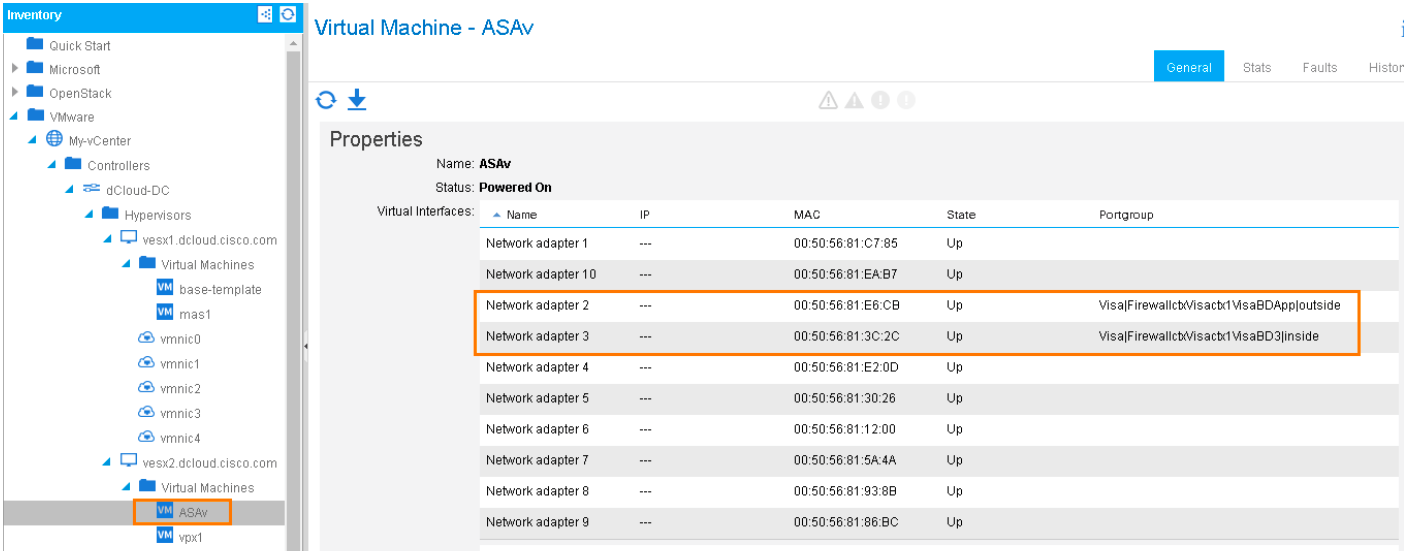 Inventory
Quick Start
Microsoft
OpenStack
VMware
My-vCenter
Controllers
dCloud-DC
Hypervisors
vesx1.dcloud.cisco.com
Virtual Machines
VM base-template
VM mas1
vmnic0
vmnic1
vmnic2
vmnic3
vmnic4
vesx2.dcloud.cisco.com
Virtual Machines
VM ASAv
VM vpx1
Virtual Machine - ASAv
General Stats Faults Histor
Properties
Name: ASAv
Status: Powered On
Virtual Interfaces:
Name IP MAC State Portgroup
Network adapter 1 --- 00:50:56:81:C7:85 Up
Network adapter 10 --- 00:50:56:81:EA:B7 Up
Network adapter 2 --- 00:50:56:81:E6:CB Up Visa|FirewallctxVisactx1VisaBDApp|outside
Network adapter 3 --- 00:50:56:81:3C:2C Up Visa|FirewallctxVisactx1VisaBD3|inside
Network adapter 4 --- 00:50:56:81:E2:0D Up
Network adapter 5 --- 00:50:56:81:30:26 Up
Network adapter 6 --- 00:50:56:81:12:00 Up
Network adapter 7 --- 00:50:56:81:5A:4A Up
Network adapter 8 --- 00:50:56:81:93:8B Up
Network adapter 9 --- 00:50:56:81:86:BC Up